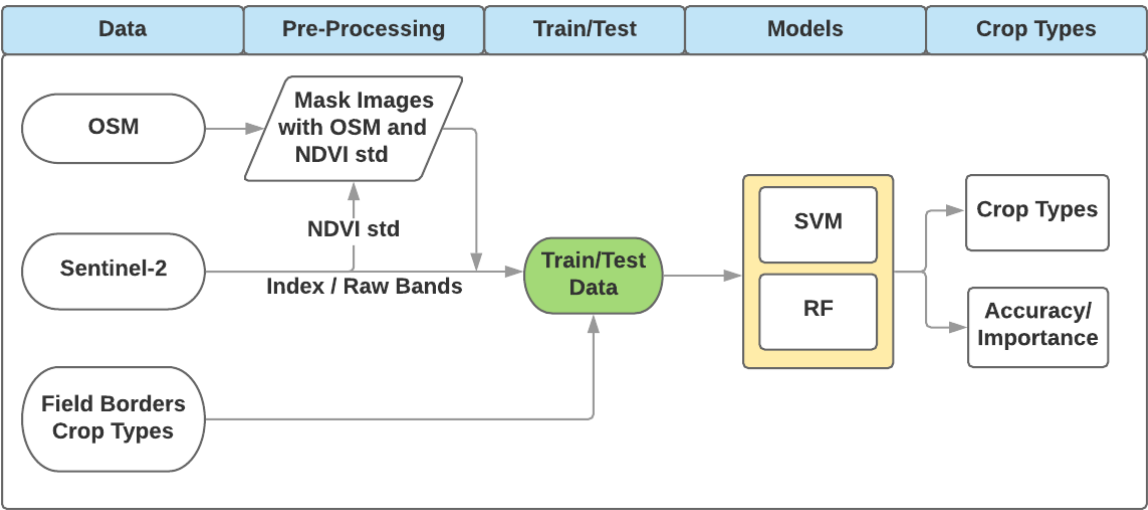 Data
Pre-Processing
Train/Test
Models
Crop Types
OSM
Mask Images
with OSM and
NDVI std
NDVI std
Sentinel-2
Index / Raw Bands
Field Borders
Crop Types
Train/Test
Data
SVM
RF
Crop Types
Accuracy/
Importance